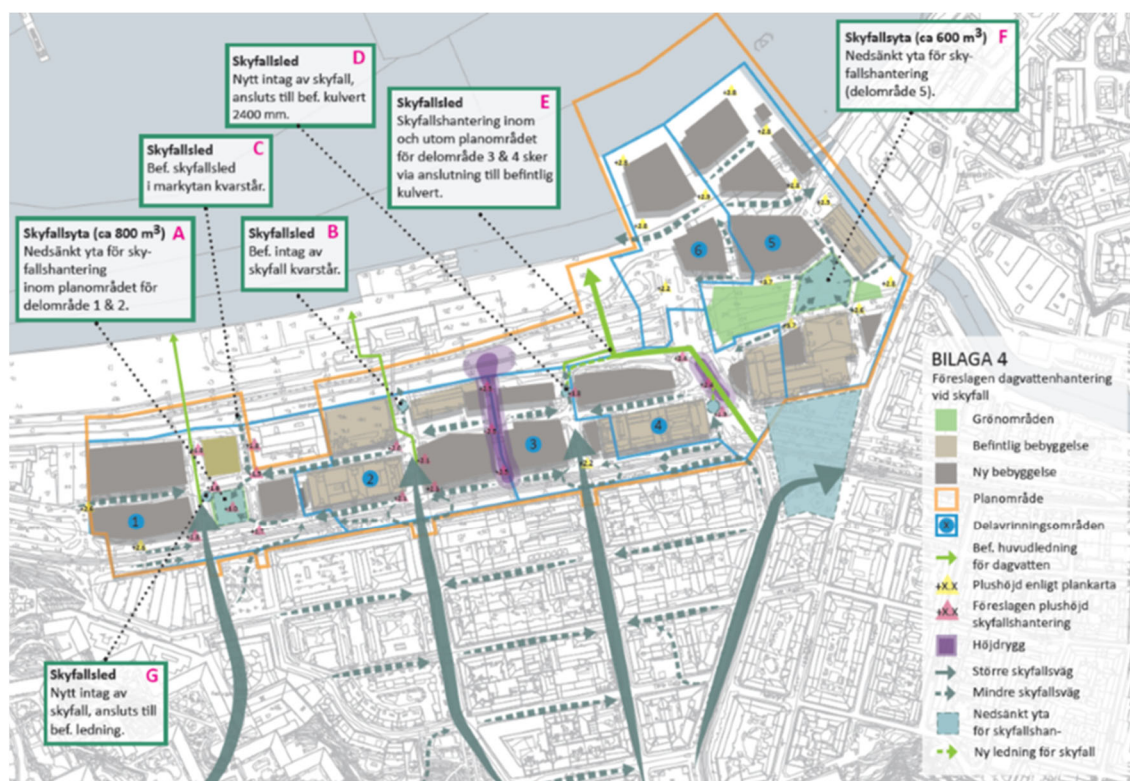 Skyfallsled D
Nytt intag av skyfall,
ansluts till bef. kulvert
2400 mm.
Skyfallsled E
Skyfallshantering inom
och utom planområdet
för delområde 3 & 4 sker
via anslutning till befintlig
kulvert.
Skyfallsyta (ca 600 m³) F
Nedsänkt yta för sky-
fallshantering
(delområde 5).
Skyfallsled C
Bef. skyfallsled
i markytan kvarstår.
Skyfallsyta (ca 800 m³) A
Nedsänkt yta för sky-
fallshantering
inom planområdet för
delområde 1 & 2.
Skyfallsled B
Bef. intag av
skyfall kvarstår.
6
5
4
3
2
1
Skyfallsled G
Nytt intag av
skyfall, ansluts till
bef. ledning.
BILAGA 4
Föreslagen dagvattenhantering
vid skyfall
Grönområden
Befintlig bebyggelse
Ny bebyggelse
Planområde
x Delavrinningsområden
Bef. huvudledning
för dagvatten
+X.X Plushöjd enligt plankarta
+X.X Föreslagen plushöjd
skyfallshantering
Höjdrygg
Större skyfallsväg
Mindre skyfallsväg
Nedsänkt yta
för skyfallshan-
Ny ledning för skyfall